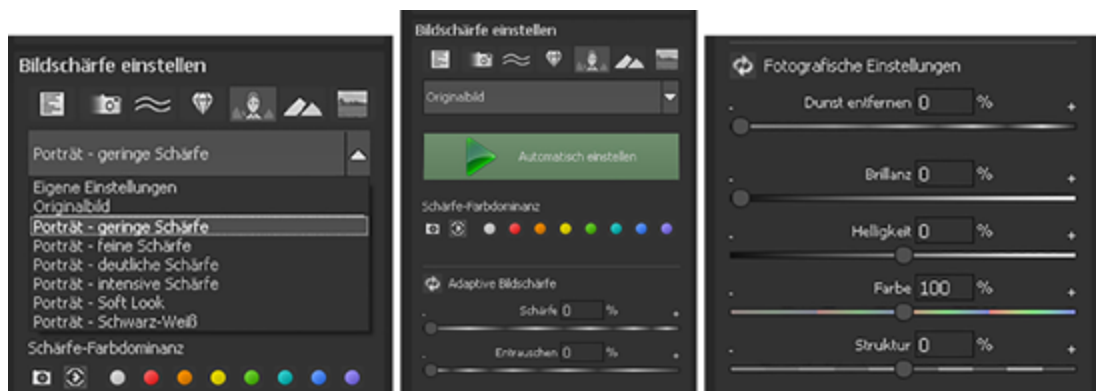 Bildschärfe einstellen
Porträt - geringe Schärfe
Eigene Einstellungen
Originalbild
Porträt - geringe Schärfe
Porträt - feine Schärfe
Porträt - deutliche Schärfe
Porträt - intensive Schärfe
Porträt - Soft Look
Porträt - Schwarz-Weiß
Schärfe-Farbdominanz
Bildschärfe einstellen
Originalbild
Automatisch einstellen
Schärfe-Farbdominanz
Adaptive Bildschärfe
Schärfe 0 %
- +
Entrauschen 0 %
- +
Fotografische Einstellungen
Dunst entfernen 0 %
- +
Brillanz 0 %
- +
Helligkeit 0 %
- +
Farbe 100 %
- +
Struktur 0 %
- +